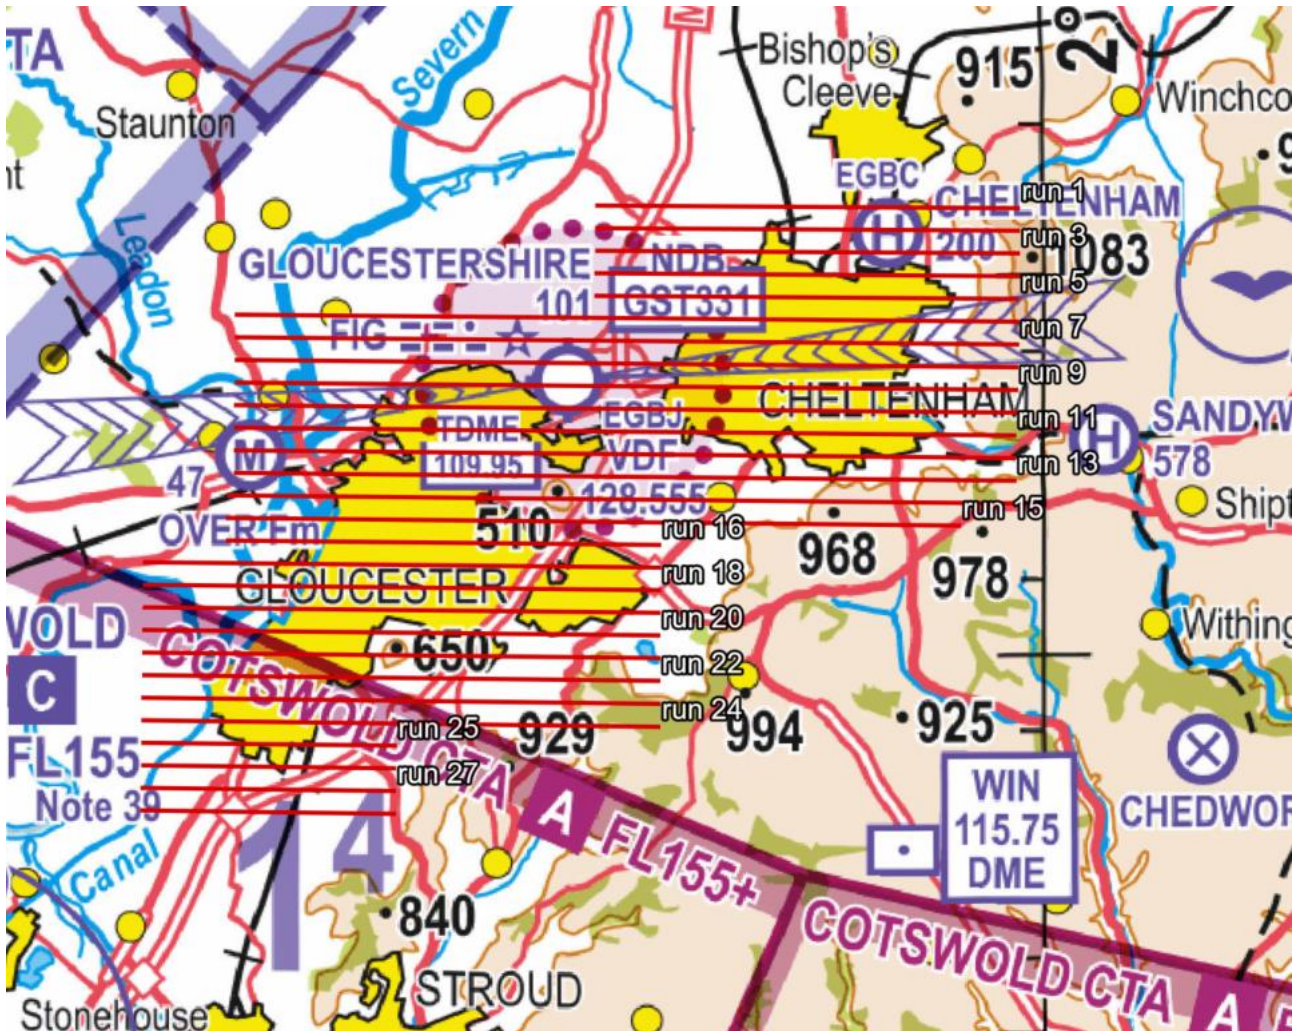 TA
Severn
M
Bishop's
Cleeve
915
2°
Winchco
Staunton
9
nt
EGBC
run 1
CHELTENHAM
H
200
run 3
1083
Leadon
GLOUCESTERSHIRE
101
NDB
GST331
run 5
FIG
run 7
run 9
CHELTENHAM
run 11
SANDYW
H
578
EGBJ
TDME
109.95
VDF
M
47
run 13
128.555
run 15
Shipt
OVER Fm
510
run 16
968
978
GLOUCESTER
run 18
run 20
Withing
WOLD
C
650
run 22
COTSWOLD CTA
run 24
929
994
925
run 25
FL155
run 27
Note 39
14
A
FL155+
WIN
115.75
DME
CHEDWOR
Canal
840
COTSWOLD CTA
A
F
STROUD
Stonehouse